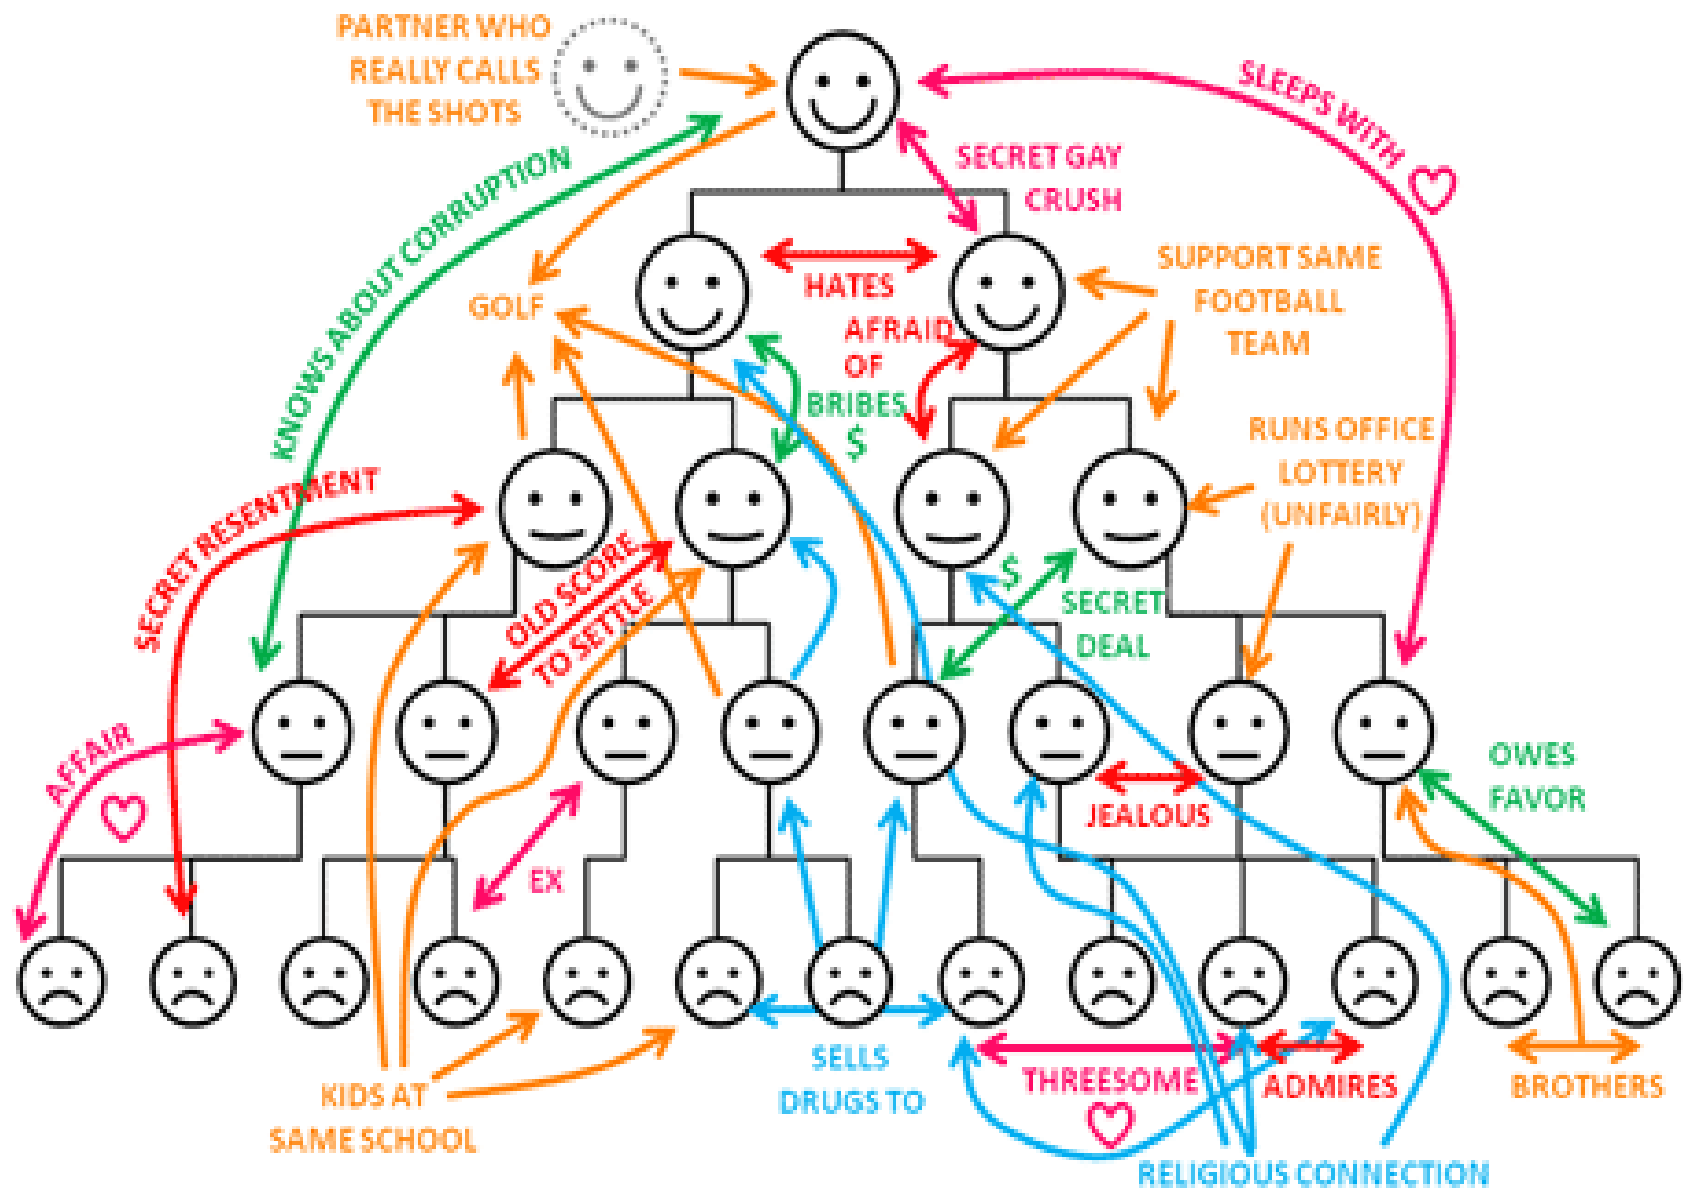 PARTNER WHO
REALLY CALLS
THE SHOTS
SLEEPS WITH
SECRET GAY
CRUSH
KNOWS ABOUT CORRUPTION
SUPPORT SAME
FOOTBALL
TEAM
HATES
GOLF
AFRAID
OF
BRIBES
$
RUNS OFFICE
LOTTERY
(UNFAIRLY)
SECRET RESENTMENT
OLD SCORE
TO SETTLE
$
SECRET
DEAL
AFFAIR
OWES
FAVOR
JEALOUS
EX
SELLS
DRUGS TO
THREESOME
ADMIRES
BROTHERS
KIDS AT
SAME SCHOOL
RELIGIOUS CONNECTION